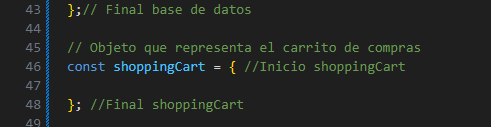 43 };// Final base de datos
44
45 // Objeto que representa el carrito de compras
46 const shoppingCart = { //Inicio shoppingCart
47
48 }; //Final shoppingCart
49